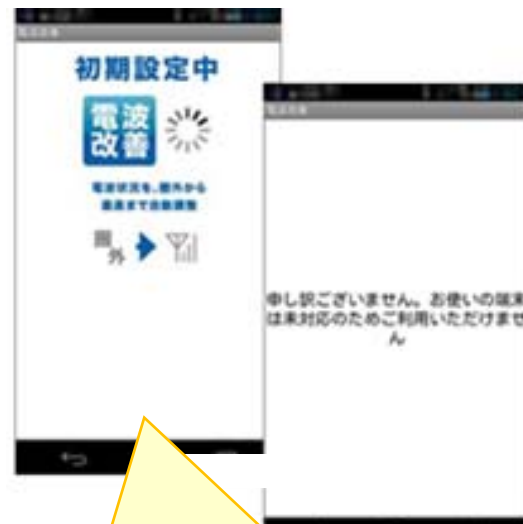 初期設定中
電波
改善
電波状況を、圏外から
最高まで自動調整
圏
外
申し訳ございません。お使いの端末
は未対応のためご利用いただけませ
ん